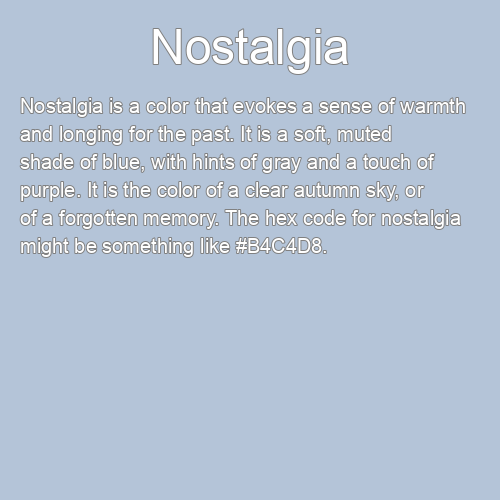 Nostalgia
Nostalgia is a color that evokes a sense of warmth
and longing for the past. It is a soft, muted
shade of blue, with hints of gray and a touch of
purple. It is the color of a clear autumn sky, or
of a forgotten memory. The hex code for nostalgia
might be something like #B4C4D8.